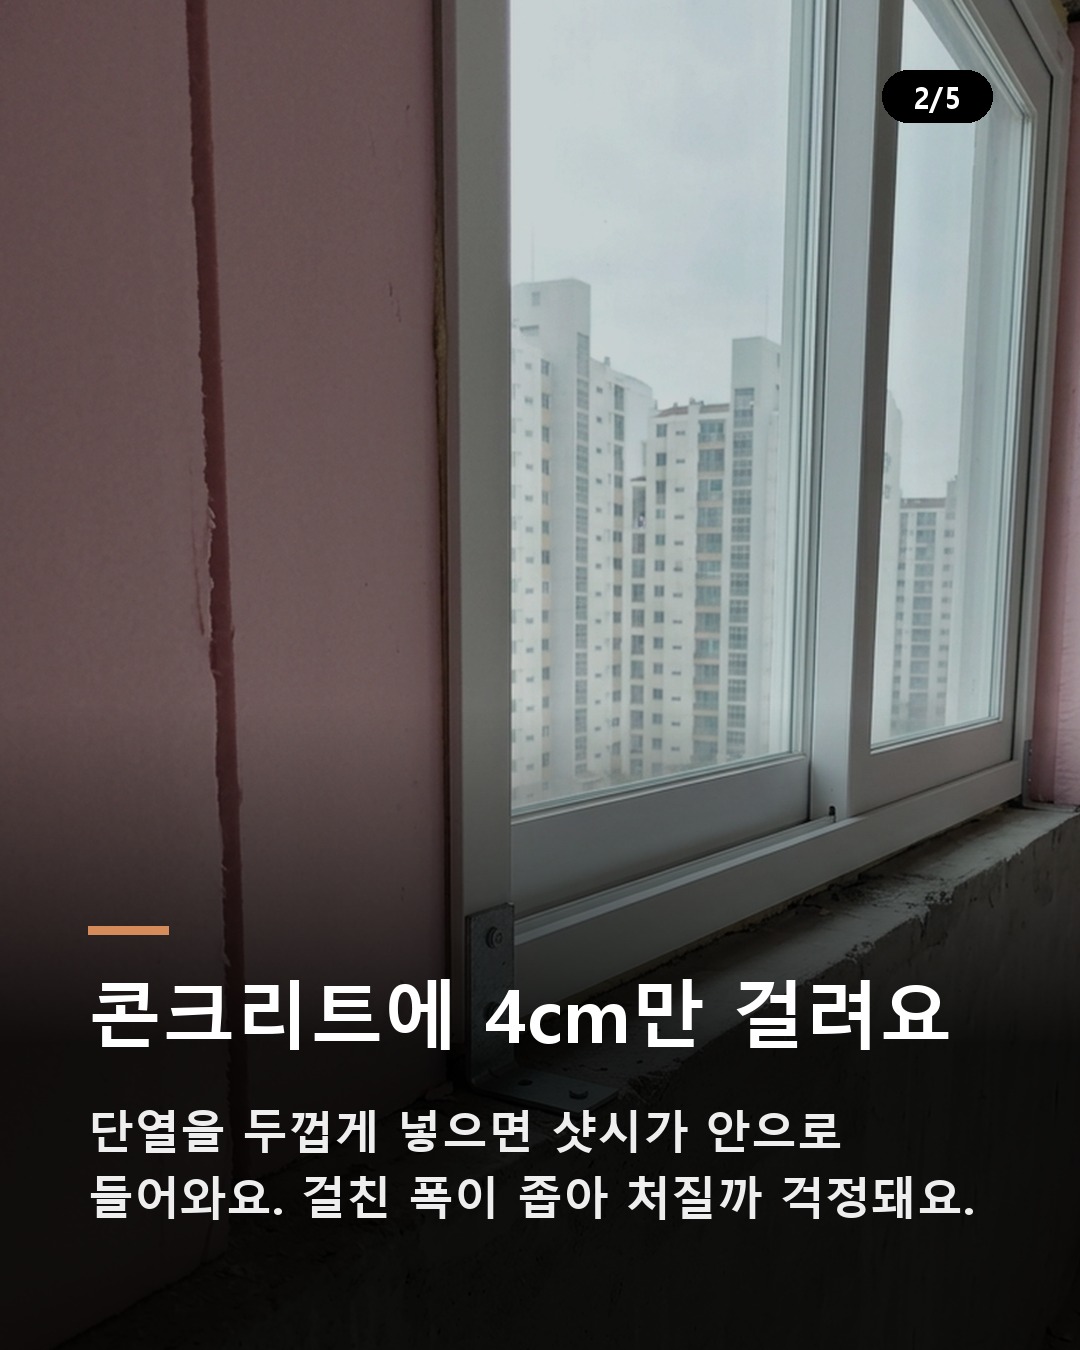 2/5
콘크리트에 4cm만 걸려요
단열을 두껍게 넣으면 샷시가 안으로
들어와요. 걸친 폭이 좁아 처질까 걱정돼요.